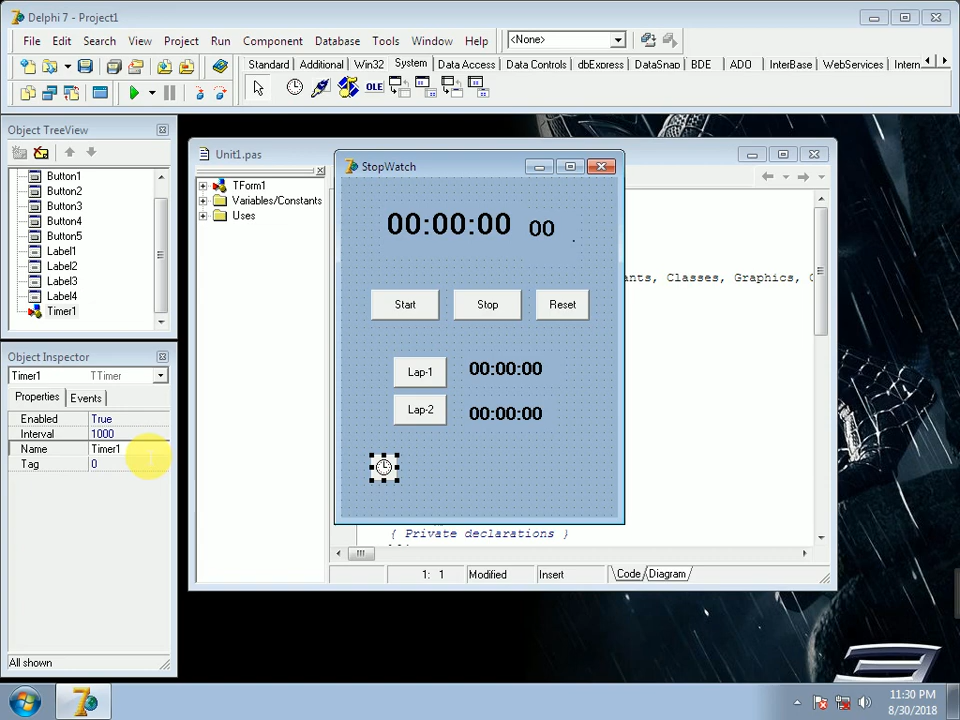 Delphi 7 - Project1
File Edit Search View Project Run Component Database Tools Window Help
<None>
Standard Additional Win32 System Data Access Data Controls dbExpress DataSnap BDE ADO InterBase WebServices Intern
OLE
Object TreeView
Button1
Button2
Button3
Button4
Button5
Label1
Label2
Label3
Label4
Timer1
Object Inspector
Timer1 TTimer
Properties Events
Enabled True
Interval 1000
Name Timer1
Tag 0
All shown
Unit1.pas
TForm1
Variables/Constants
Uses
StopWatch
00:00:00 00
.
Start Stop Reset
Lap-1 00:00:00
Lap-2 00:00:00
nts, Classes, Graphics,
{ Private declarations }
1: 1 Modified Insert Code Diagram
11:30 PM
8/30/2018